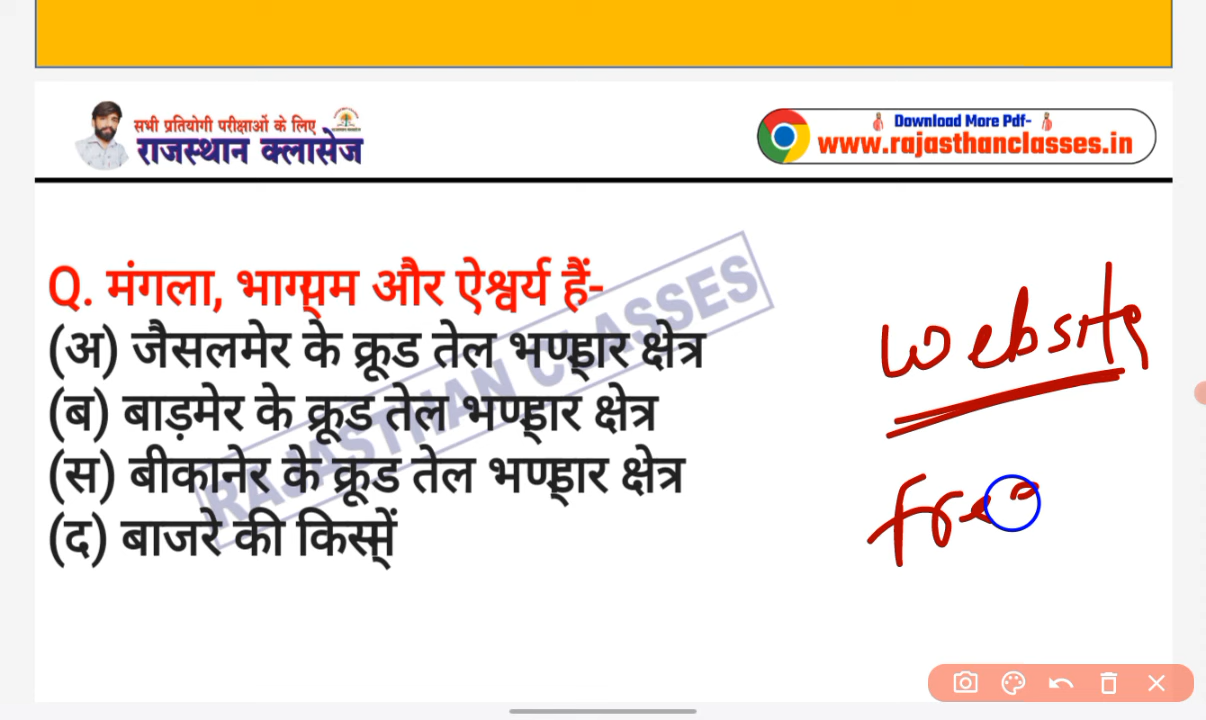 सभी प्रतियोगी परीक्षाओं के लिए
राजस्थान क्लासेज
Download More Pdf-
www.rajasthanclasses.in
Q. मंगला, भाग्य्म और ऐश्वर्य हैं-
(अ) जैसलमेर के क्रूड तेल भण्ड्रार क्षेत्र
(ब) बाड़मेर के क्रूड तेल भण्ड्रार क्षेत्र
(स) बीकानेर के क्रूड तेल भण्ड्रार क्षेत्र
(द) बाजरे की किस्में
RAJASTHAN CLASSES
website
free